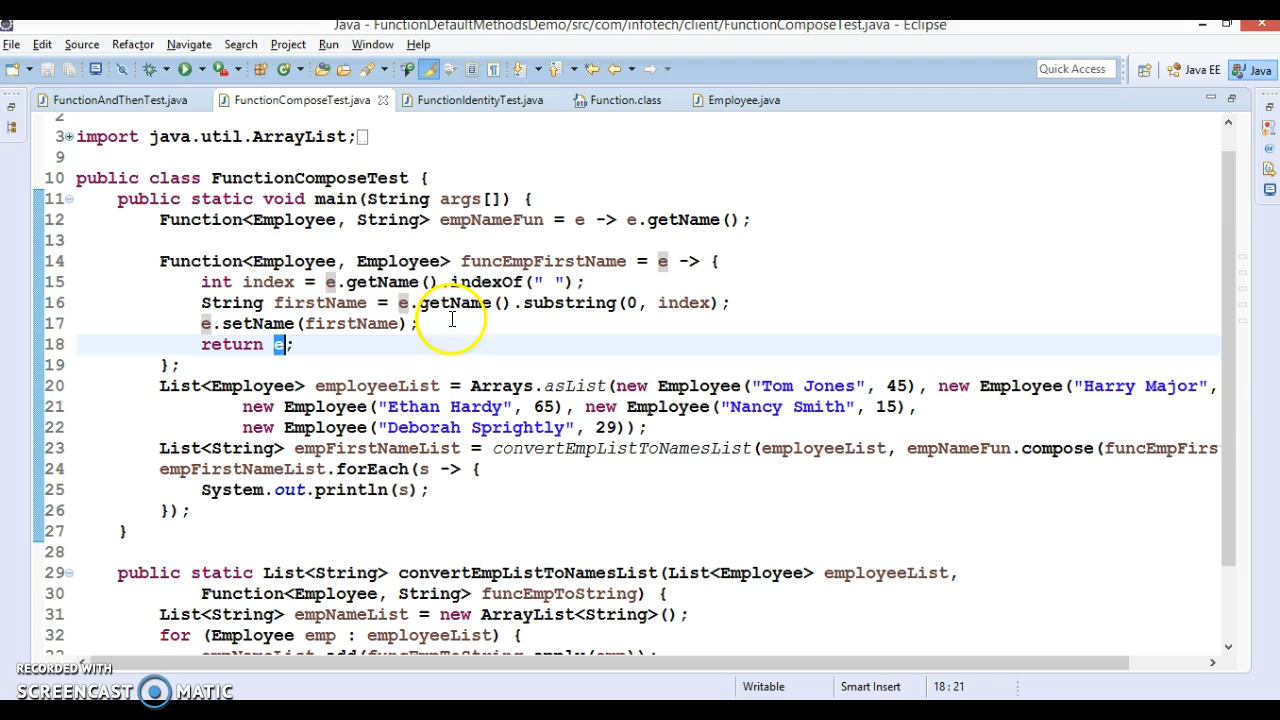 Java - FunctionDefaultMethodsDemo/src/com/infotech/client/FunctionComposeTest.java - Eclipse
File Edit Source Refactor Navigate Search Project Run Window Help
Quick Access Java EE Java
FunctionAndThenTest.java FunctionComposeTest.java FunctionIdentityTest.java Function.class Employee.java
2
3 import java.util.ArrayList;
9
10 public class FunctionComposeTest {
11 public static void main(String args[]) {
12 Function<Employee, String> empNameFun = e -> e.getName();
13
14 Function<Employee, Employee> funcEmpFirstName = e -> {
15 int index = e.getName().indexOf(" ");
16 String firstName = e.getName().substring(0, index);
17 e.setName(firstName);
18 return e;
19 };
20 List<Employee> employeeList = Arrays.asList(new Employee("Tom Jones", 45), new Employee("Harry Major",
21 new Employee("Ethan Hardy", 65), new Employee("Nancy Smith", 15),
22 new Employee("Deborah Sprightly", 29));
23 List<String> empFirstNameList = convertEmpListToNamesList(employeeList, empNameFun.compose(funcEmpFirs
24 empFirstNameList.forEach(s -> {
25 System.out.println(s);
26 });
27 }
28
29 public static List<String> convertEmpListToNamesList(List<Employee> employeeList,
30 Function<Employee, String> funcEmpToString) {
31 List<String> empNameList = new ArrayList<String>();
32 for (Employee emp : employeeList) {
33 empNameList.add(funcEmpToString.apply(emp));
RECORDED WITH
SCREENCAST MATIC
Writable Smart Insert 18 : 21